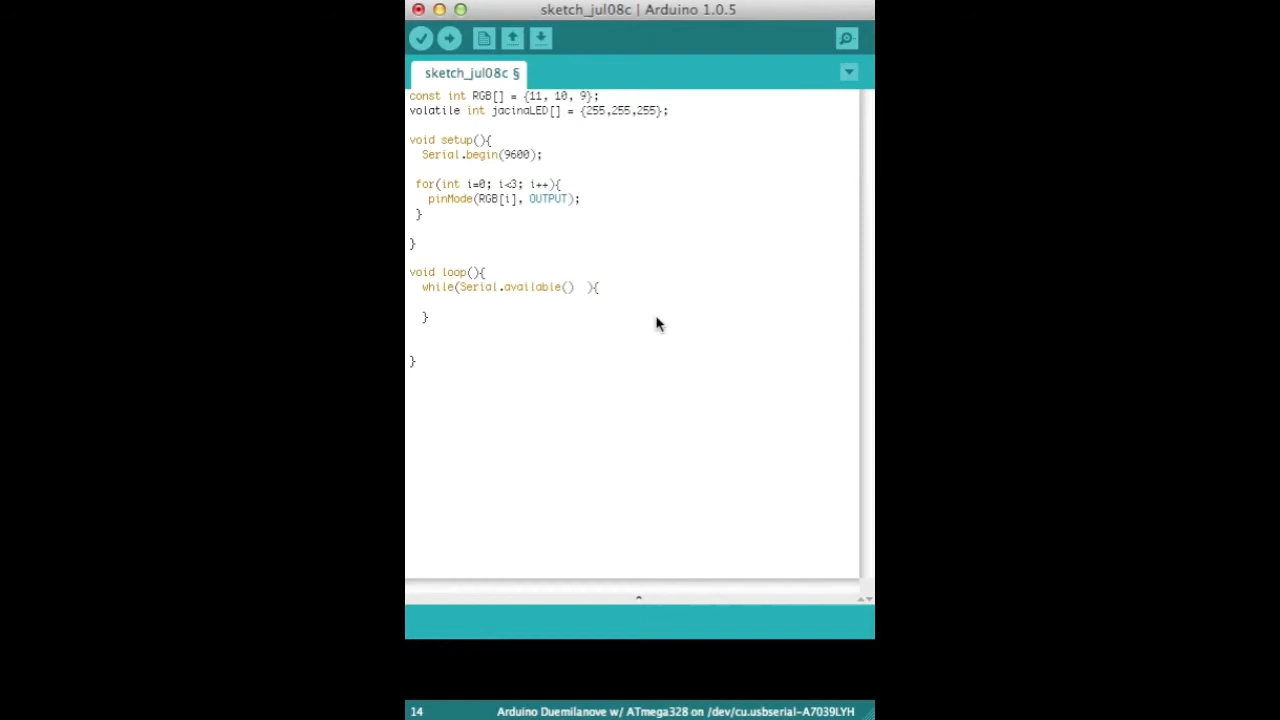 sketch_jul08c | Arduino 1.0.5
sketch_jul08c §
const int RGB[] = {11, 10, 9};
volatile int jacinaLED[] = {255,255,255};
void setup(){
Serial.begin(9600);
for(int i=0; i<3; i++){
pinMode(RGB[i], OUTPUT);
}
}
void loop(){
while(Serial.available()  ){
}
}
14
Arduino Duemilanove w/ ATmega328 on /dev/cu.usbserial-A7039LYH